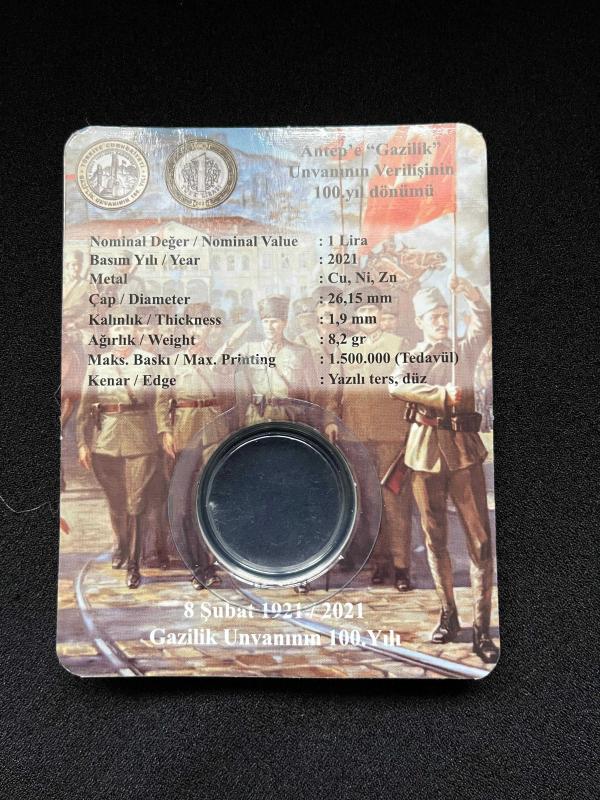 Antep'e "Gazilik"
Unvanının Verilişinin
100.yıl dönümü
Nominal Değer / Nominal Value : 1 Lira
Basım Yılı / Year : 2021
Metal : Cu, Ni, Zn
Çap / Diameter : 26,15 mm
Kalınlık / Thickness : 1,9 mm
Ağırlık / Weight : 8,2 gr
Maks. Baskı / Max. Printing : 1.500.000 (Tedavül)
Kenar / Edge : Yazılı ters, düz
8 Şubat 1921 / 2021
Gazilik Unvanının 100.Yılı